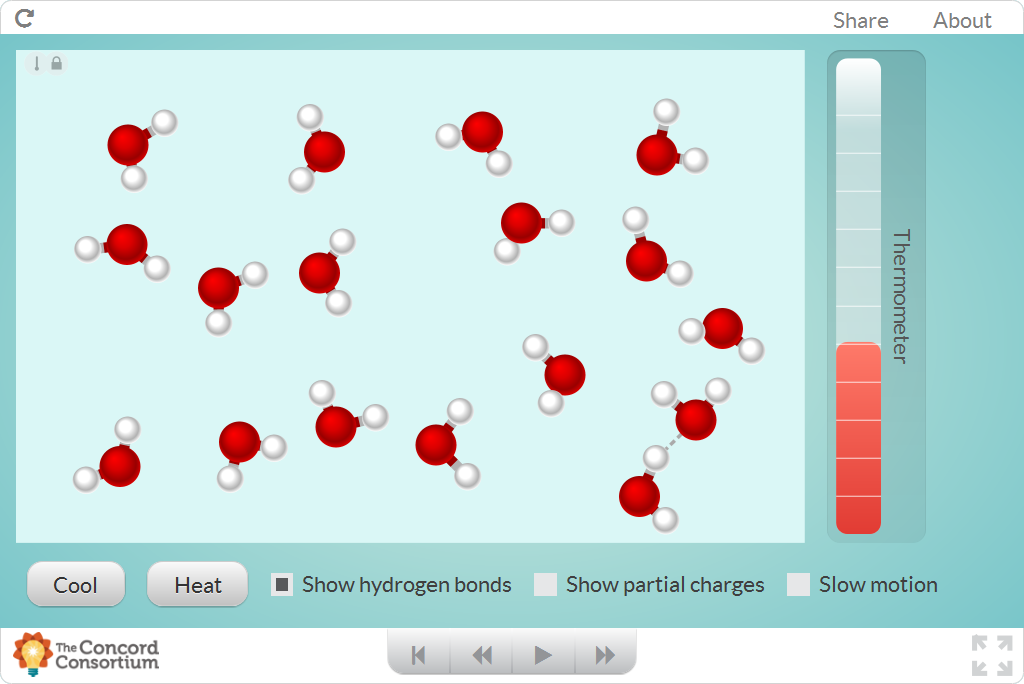 Share About
Thermometer
Cool Heat Show hydrogen bonds Show partial charges Slow motion
The Concord
Consortium